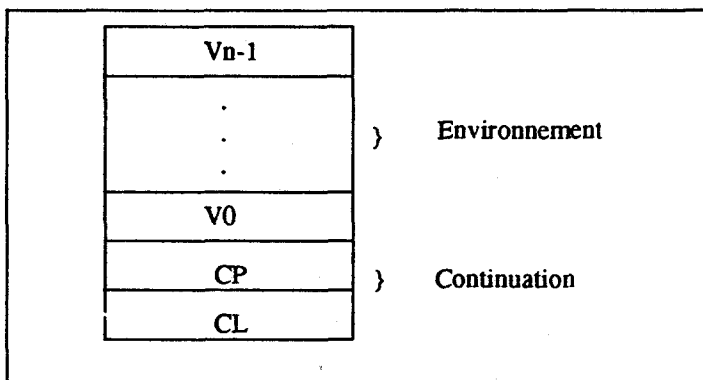 Vn-1
.
.
.
} Environnement
V0
CP
} Continuation
CL